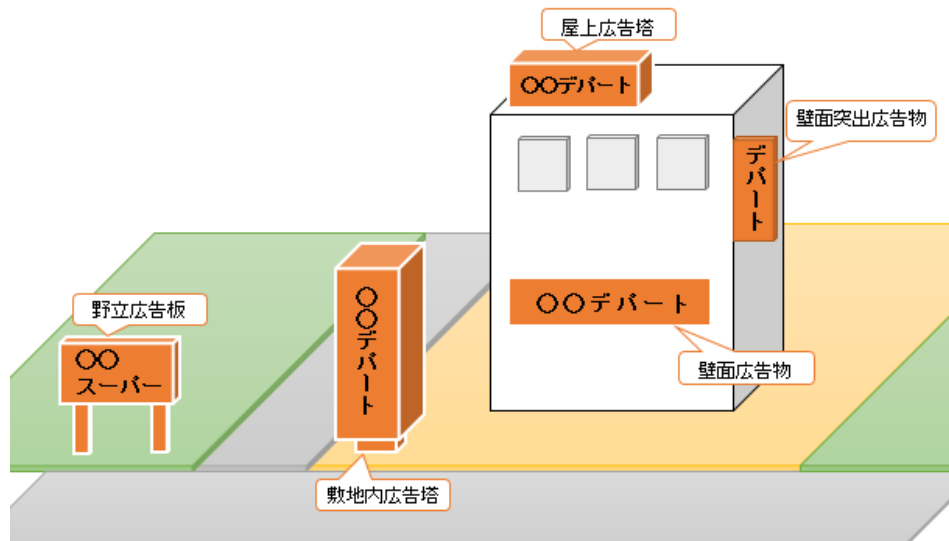 屋上広告塔
〇〇デパート
壁面突出広告物
デパート
〇〇デパート
野立広告板
〇〇
スーパー
〇〇デパート
壁面広告物
敷地内広告塔